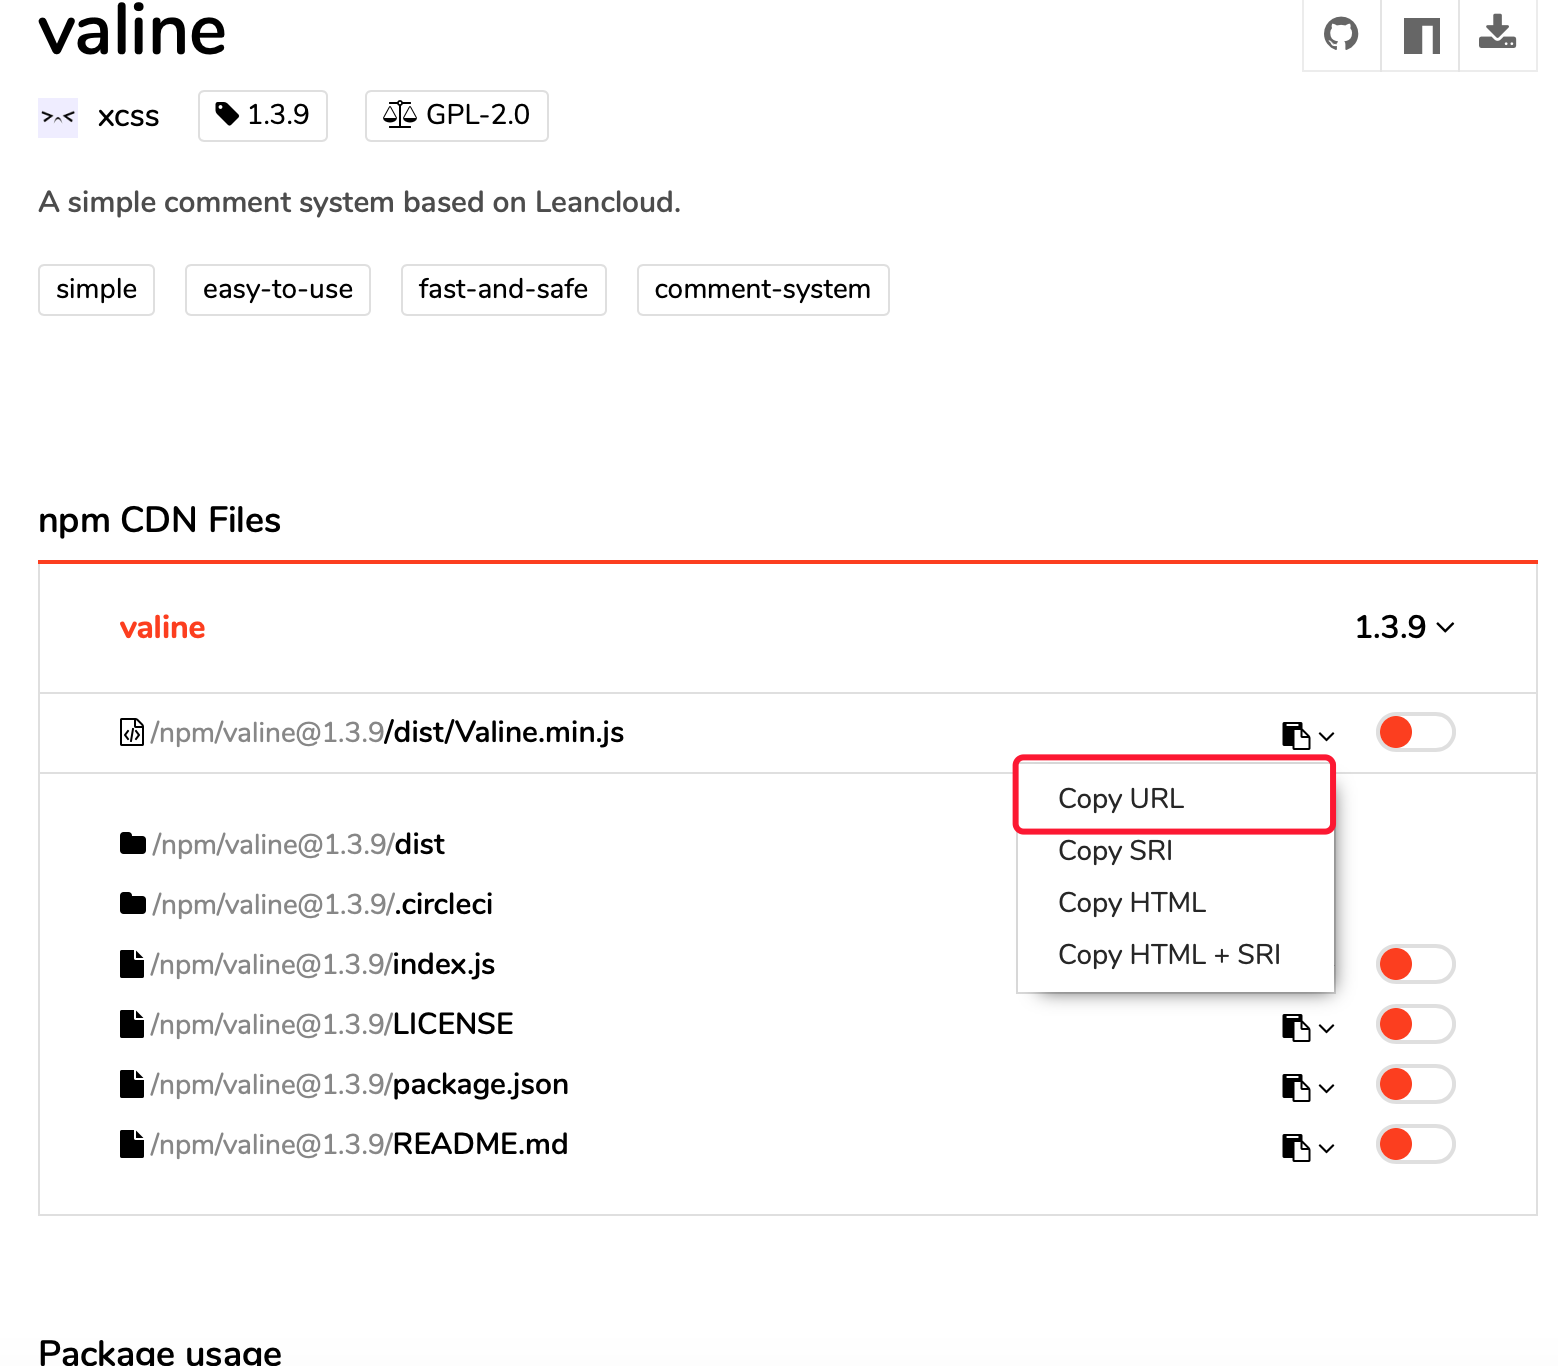 valine
xcss 1.3.9 GPL-2.0
A simple comment system based on Leancloud.
simple easy-to-use fast-and-safe comment-system
npm CDN Files
valine 1.3.9
/npm/valine@1.3.9/dist/Valine.min.js
Copy URL
Copy SRI
Copy HTML
Copy HTML + SRI
/npm/valine@1.3.9/dist
/npm/valine@1.3.9/.circleci
/npm/valine@1.3.9/index.js
/npm/valine@1.3.9/LICENSE
/npm/valine@1.3.9/package.json
/npm/valine@1.3.9/README.md
Package usage